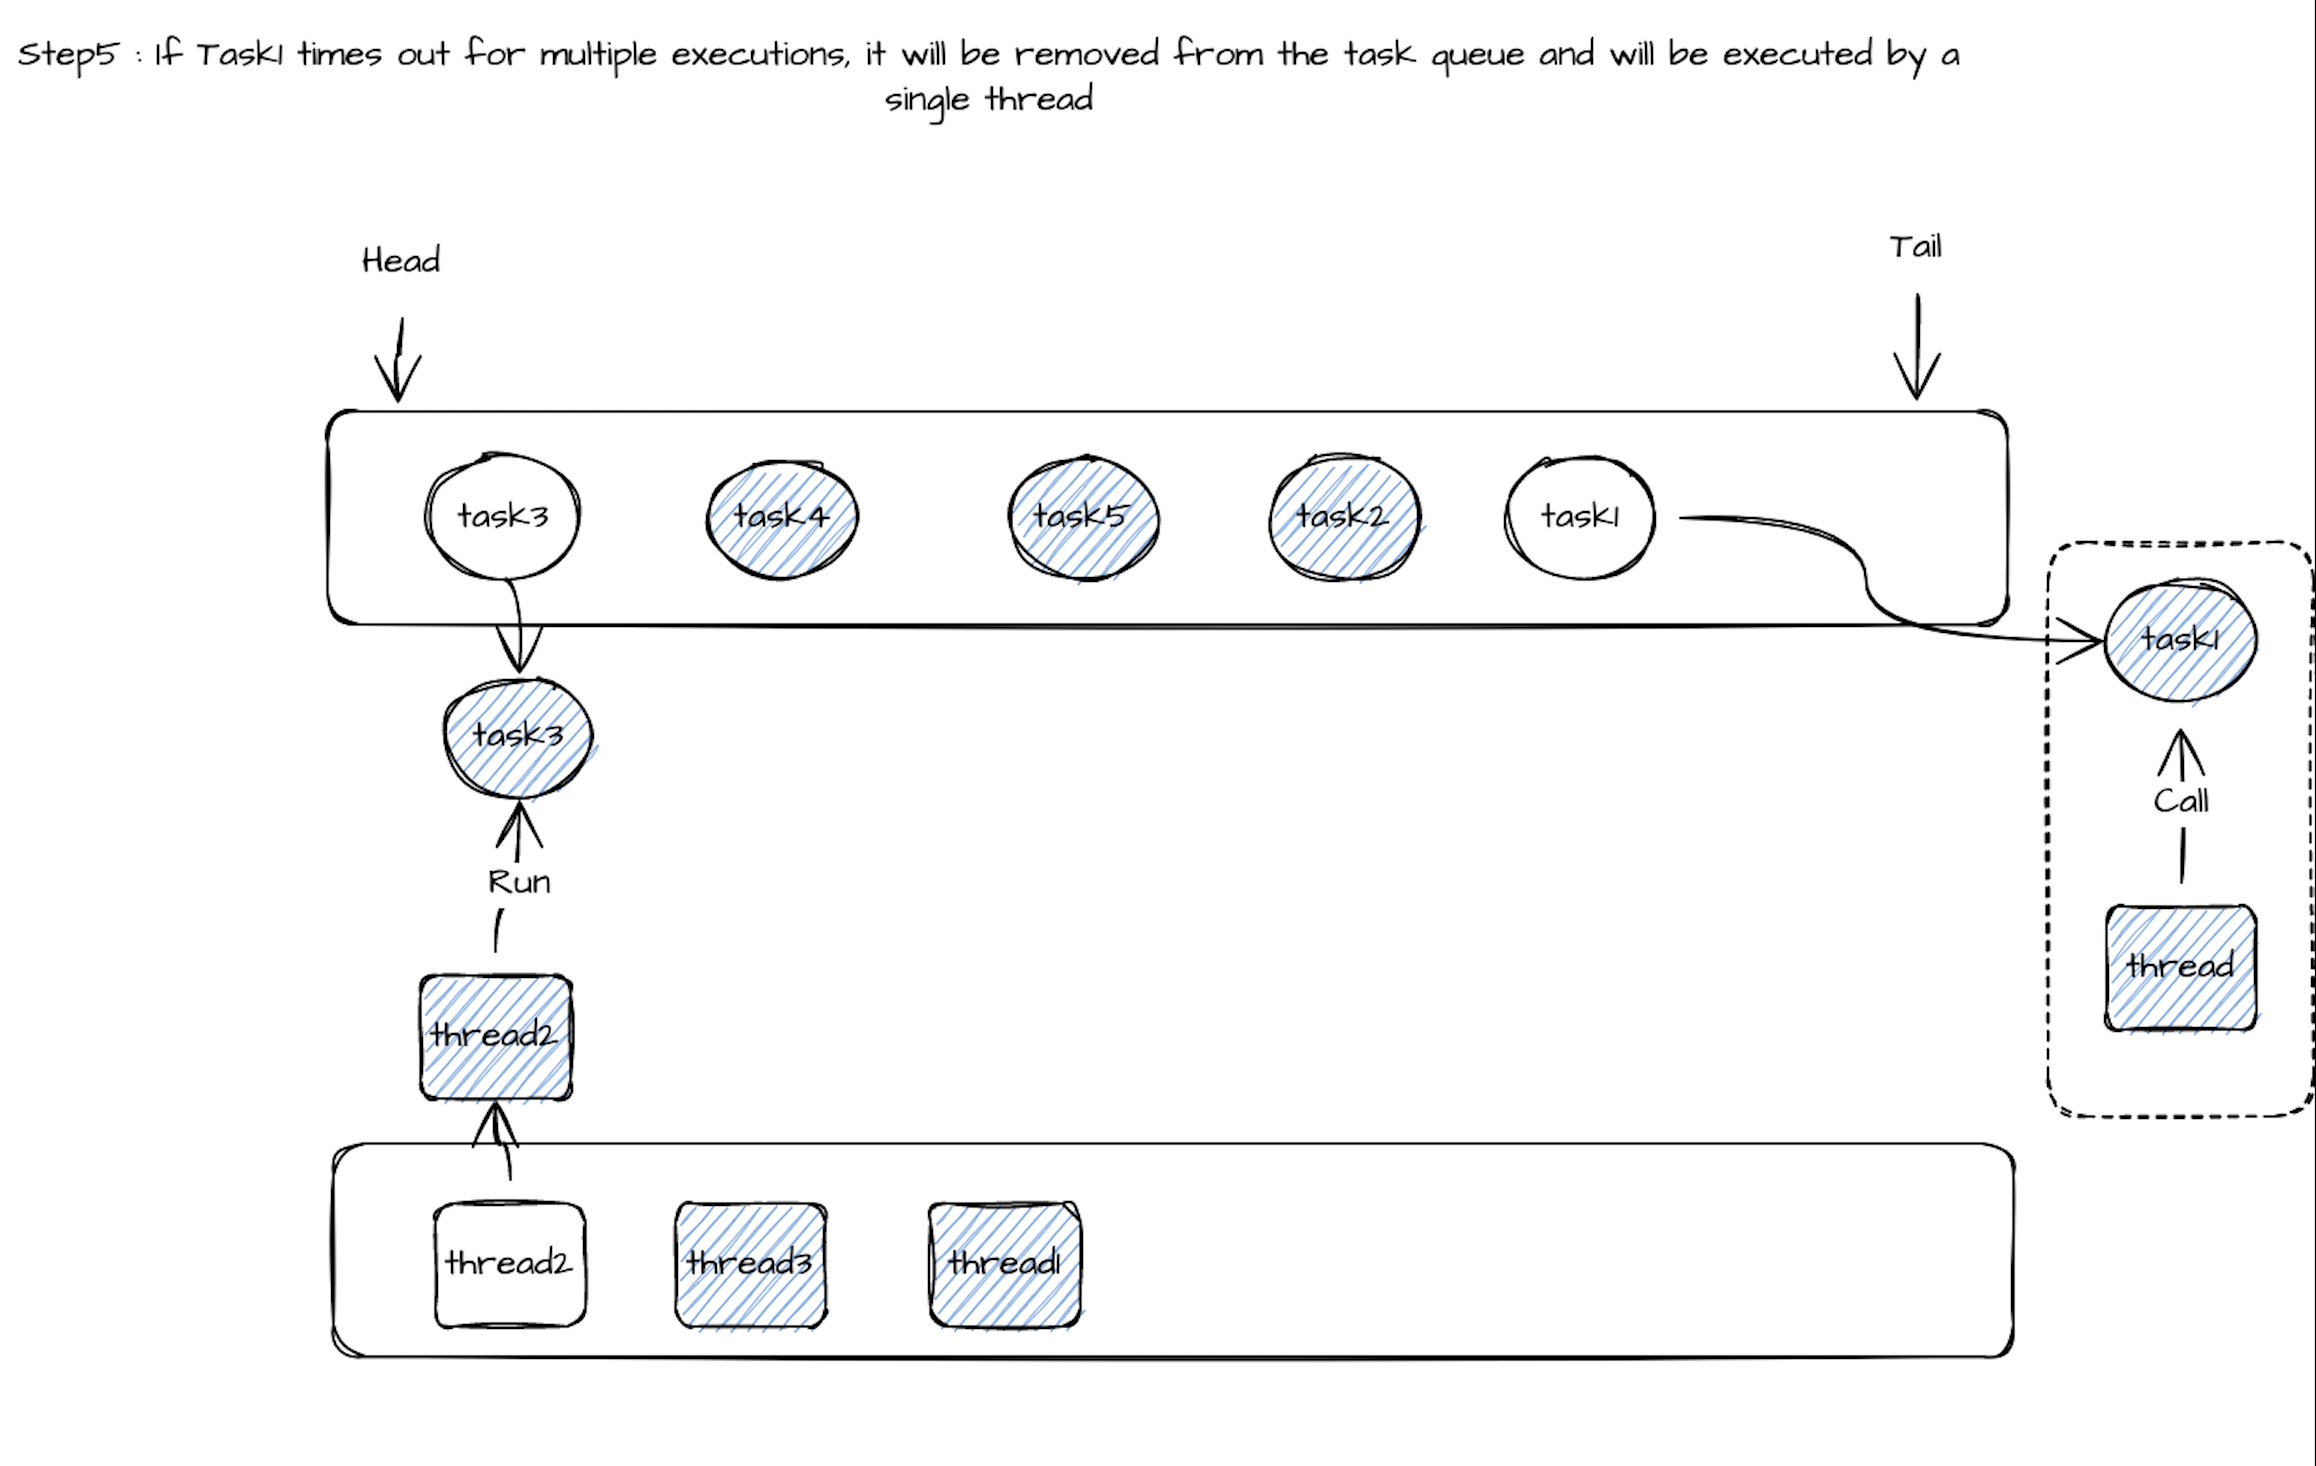 Step5 : If Task1 times out for multiple executions, it will be removed from the task queue and will be executed by a
single thread
Head
Tail
task3
task4
task5
task2
task1
task1
task3
Call
Run
thread
thread2
thread2
thread3
thread1